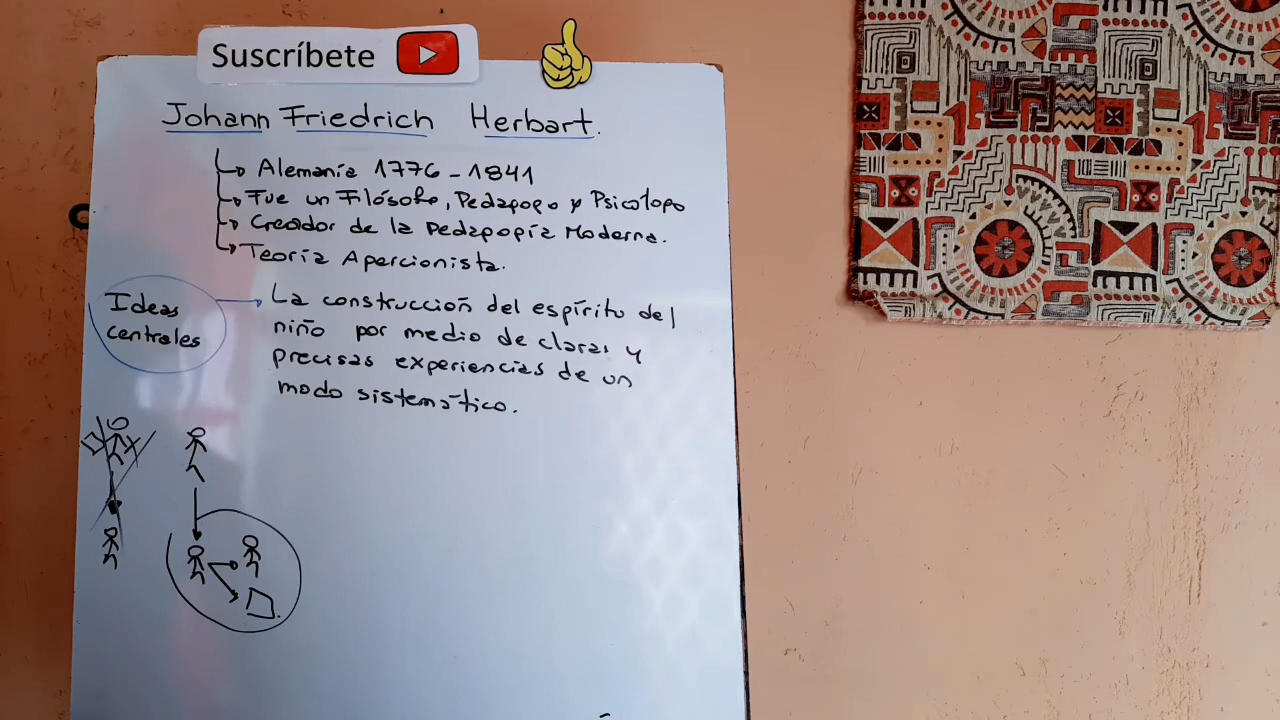 Suscríbete
Johann Friedrich Herbart.
Alemania 1776 - 1841
Fue un Filósofo, Pedagogo y Psicologo
Creador de la Pedagogía Moderna.
Teoría Apercionista.
Ideas centrales
La construcción del espíritu del
niño por medio de claras y
precisas experiencias de un
modo sistemático.